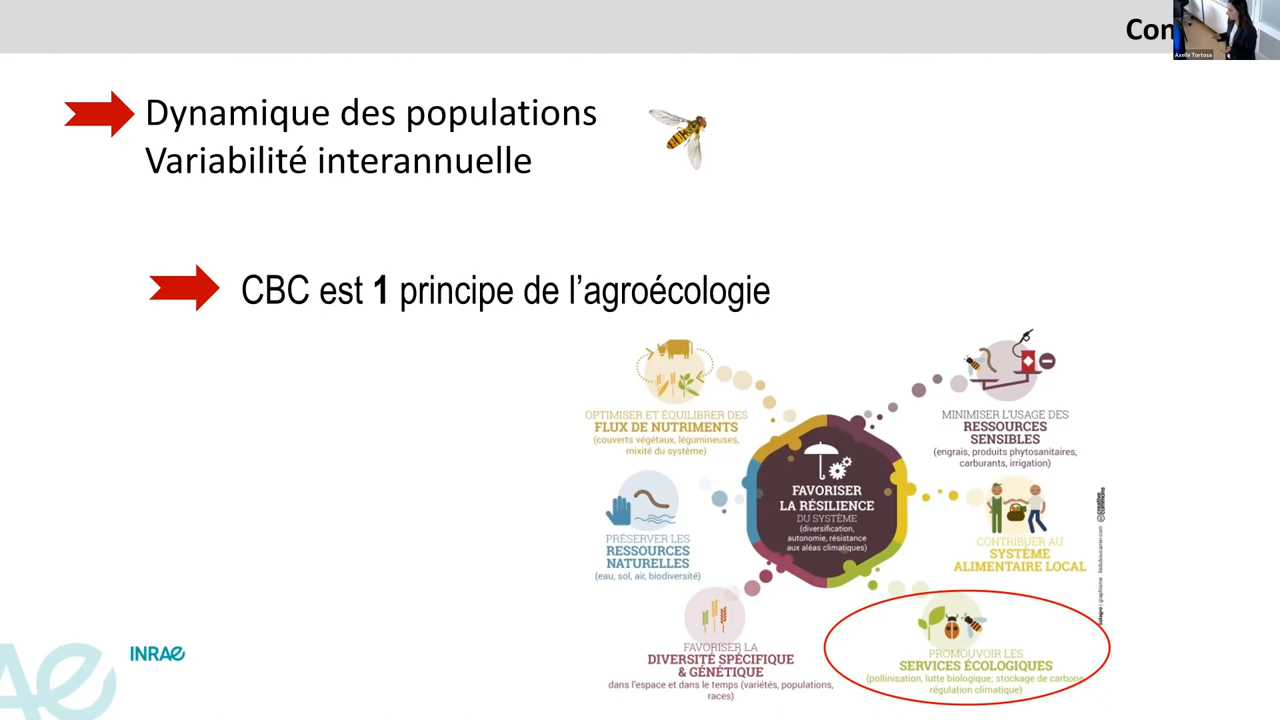 Con
Axelle Tortosa
Dynamique des populations
Variabilité interannuelle
CBC est 1 principe de l’agroécologie
OPTIMISER ET ÉQUILIBRER DES
FLUX DE NUTRIMENTS
(couverts végétaux, légumineuses,
mixité du système)
MINIMISER L'USAGE DES
RESSOURCES
SENSIBLES
(engrais, produits phytosanitaires,
carburants, irrigation)
FAVORISER
LA RÉSILIENCE
DU SYSTÈME
(diversification,
autonomie, résistance
aux aléas climatiques)
PRÉSERVER LES
RESSOURCES
NATURELLES
(eau, sol, air, biodiversité)
CONTRIBUER AU
SYSTÈME
ALIMENTAIRE LOCAL
FAVORISER LA
DIVERSITÉ SPÉCIFIQUE
& GÉNÉTIQUE
dans l'espace et dans le temps (variétés, populations,
races)
PROMOUVOIR LES
SERVICES ÉCOLOGIQUES
(pollinisation, lutte biologique; stockage de carbone,
régulation climatique)
graphisme :
creative
commons
INRAE